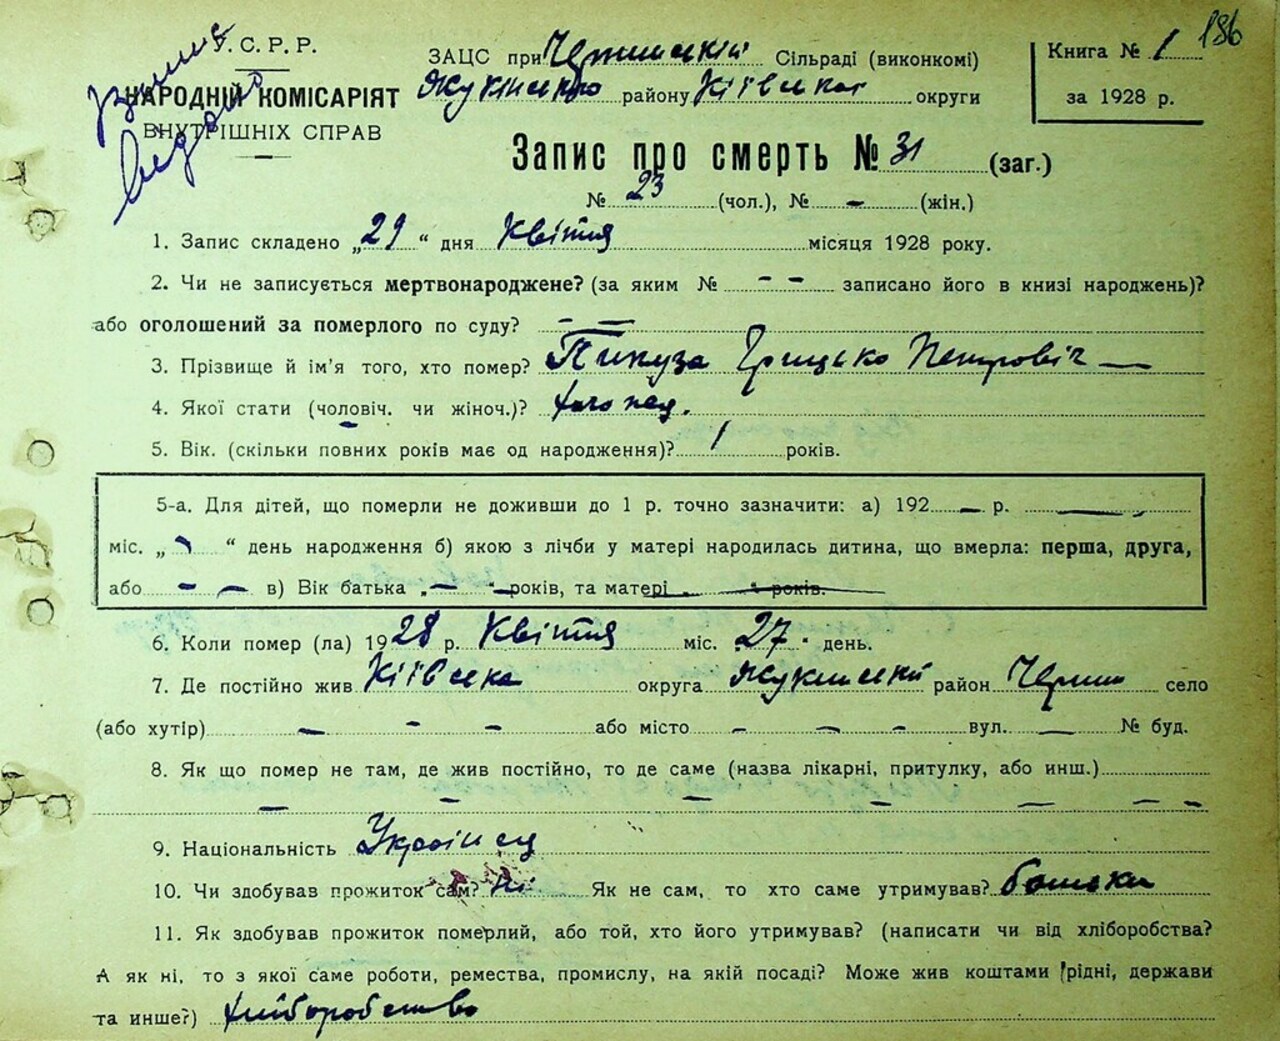 У. С. Р. Р.
НАРОДНІЙ КОМІСАРІЯТ
ВНУТРІШНІХ СПРАВ
ЗАЦС при Сільраді (виконкомі)
району Київська округи
Книга № 1
за 1928 р.
186
Запис про смерть № 31 (заг.)
№ 23 (чол.), № - (жін.)
1. Запис складено „29“ дня Квітня місяця 1928 року.
2. Чи не записується мертвонароджене? (за яким № - - записано його в книзі народжень)?
або оголошений за померлого по суду? - —
3. Прізвище й ім'я того, хто помер? Грицько Петрович —
4. Якої стати (чоловіч. чи жіноч.)?
5. Вік. (скільки повних років має од народження)? 1 років.
5-а. Для дітей, що померли не доживши до 1 р. точно зазначити: а) 192 — р. —
міс. „ - “ день народження б) якою з лічби у матері народилась дитина, що вмерла: перша, друга,
або - - в) Вік батька „ — “ років, та матері „ “ років.
6. Коли помер (ла) 1928 р. Квітня міс. 27 день.
7. Де постійно жив Київська округа район село
(або хутір) — - - або місто - - - вул. — № буд.
8. Як що помер не там, де жив постійно, то де саме (назва лікарні, притулку, або инш.)
— - — - — - -
9. Національність Українец
10. Чи здобував прожиток сам? Ні Як не сам, то хто саме утримував? батьки
11. Як здобував прожиток померлий, або той, хто його утримував? (написати чи від хліборобства?
А як ні, то з якої саме роботи, ремества, промислу, на якій посаді? Може жив коштами рідні, держави
та инше?) хліборобство